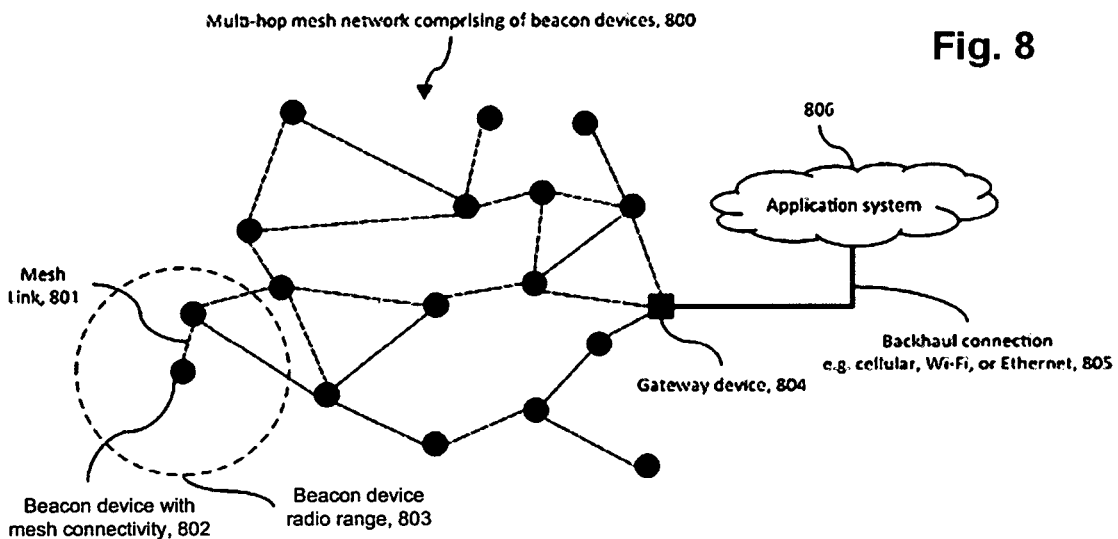 Multi-hop mesh network comprising of beacon devices, 800
Fig. 8
806
Application system
Mesh
Link, 801
Backhaul connection
e.g. cellular, Wi-Fi, or Ethernet, 805
Gateway device, 804
Beacon device with
mesh connectivity, 802
Beacon device
radio range, 803